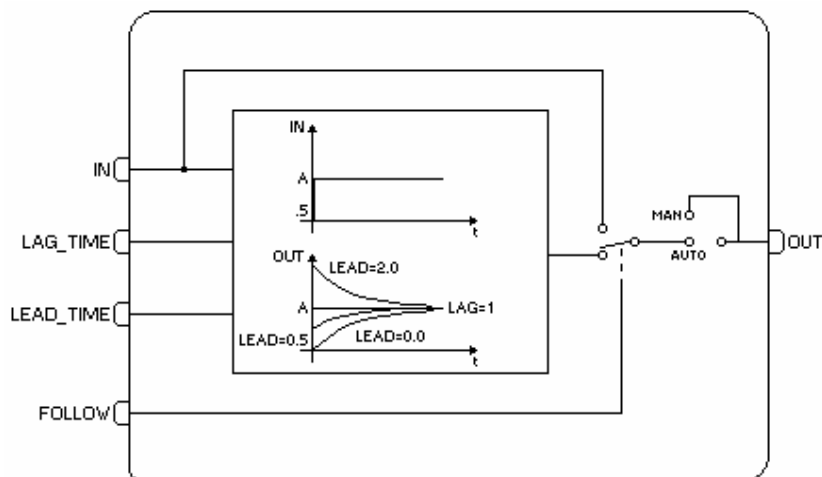 IN
A
.5
t
IN
MAN
LAG_TIME
OUT
AUTO
OUT
LEAD=2.0
A
LAG=1
LEAD_TIME
LEAD=0.5
LEAD=0.0
t
FOLLOW